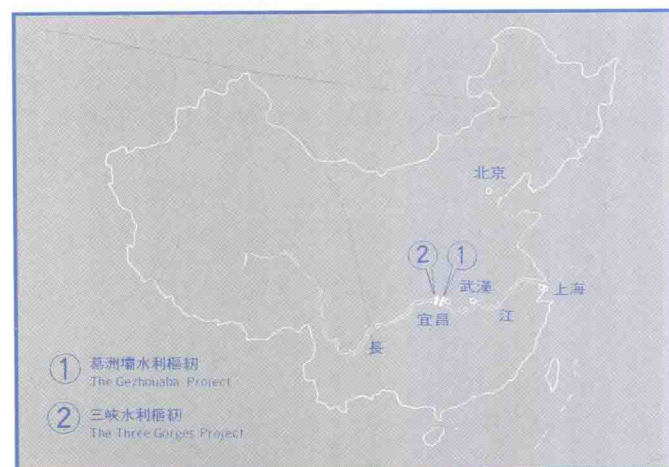 北京
② ①
武漢
上海
宜昌
江
長
① 葛洲壩水利樞紐
The Gezhouaba Project
② 三峽水利樞紐
The Three Gorges Project